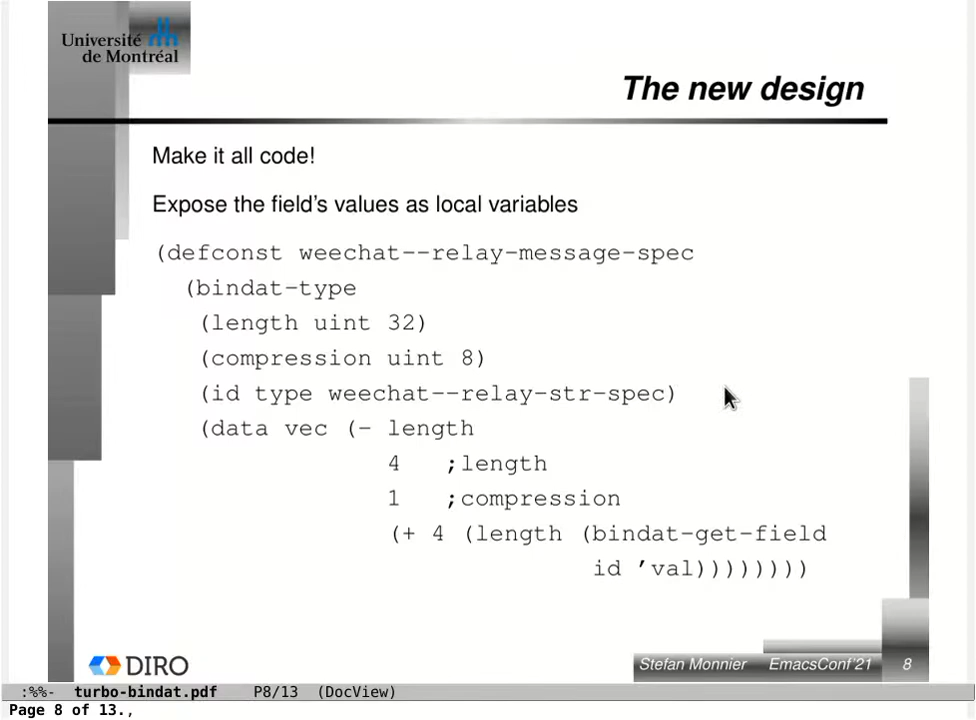 Université
de Montréal
The new design
Make it all code!
Expose the field's values as local variables
(defconst weechat--relay-message-spec
(bindat-type
(length uint 32)
(compression uint 8)
(id type weechat--relay-str-spec)
(data vec (- length
4 ;length
1 ;compression
(+ 4 (length (bindat-get-field
id ’val))))))))
DIRO
Stefan Monnier EmacsConf'21 8
:%%- turbo-bindat.pdf P8/13 (DocView)
Page 8 of 13.,